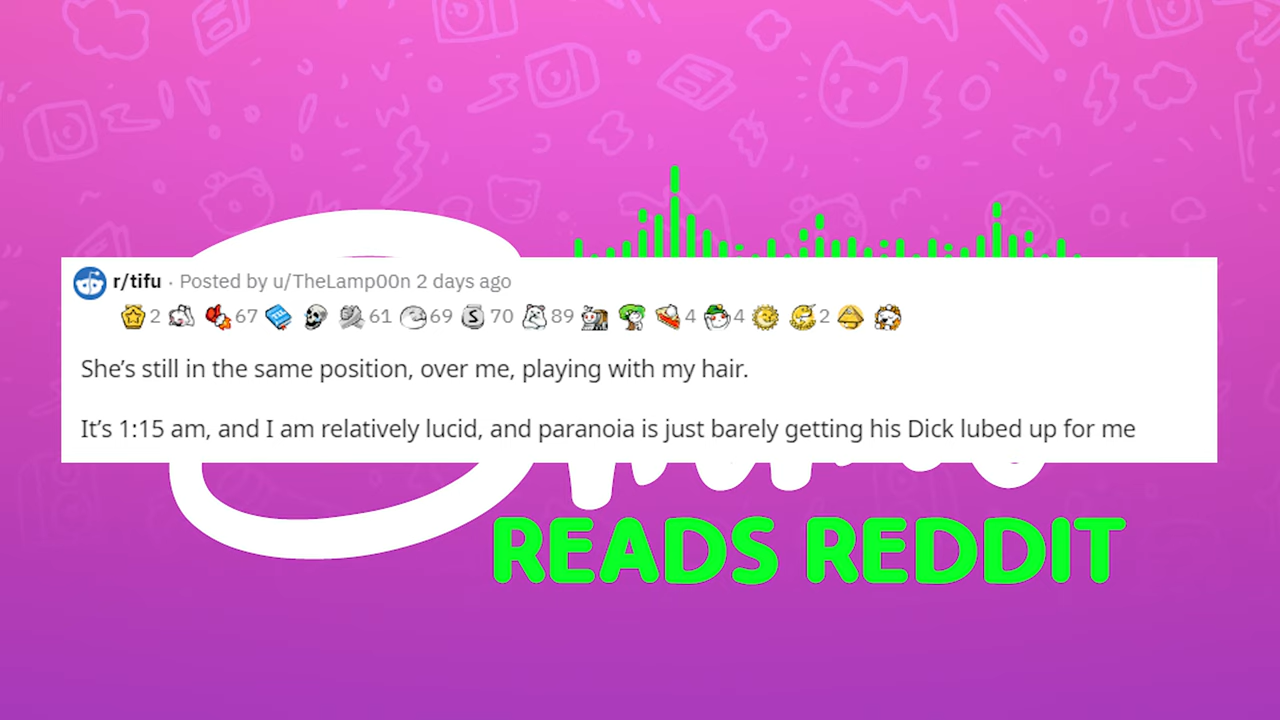 r/tifu · Posted by u/TheLamp00n 2 days ago
2 67 61 69 70 89 4 4 2
She’s still in the same position, over me, playing with my hair.
It’s 1:15 am, and I am relatively lucid, and paranoia is just barely getting his Dick lubed up for me
READS REDDIT